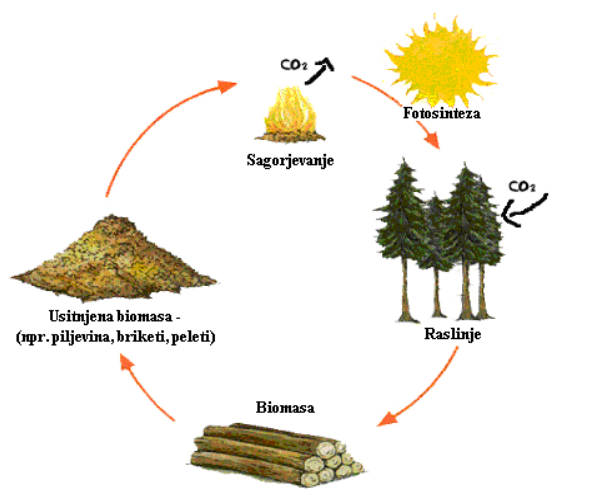 CO2
Fotosinteza
Sagorjevanje
CO2
Usitnjena biomasa -
(npr. piljevina, briketi, peleti)
Raslinje
Biomasa